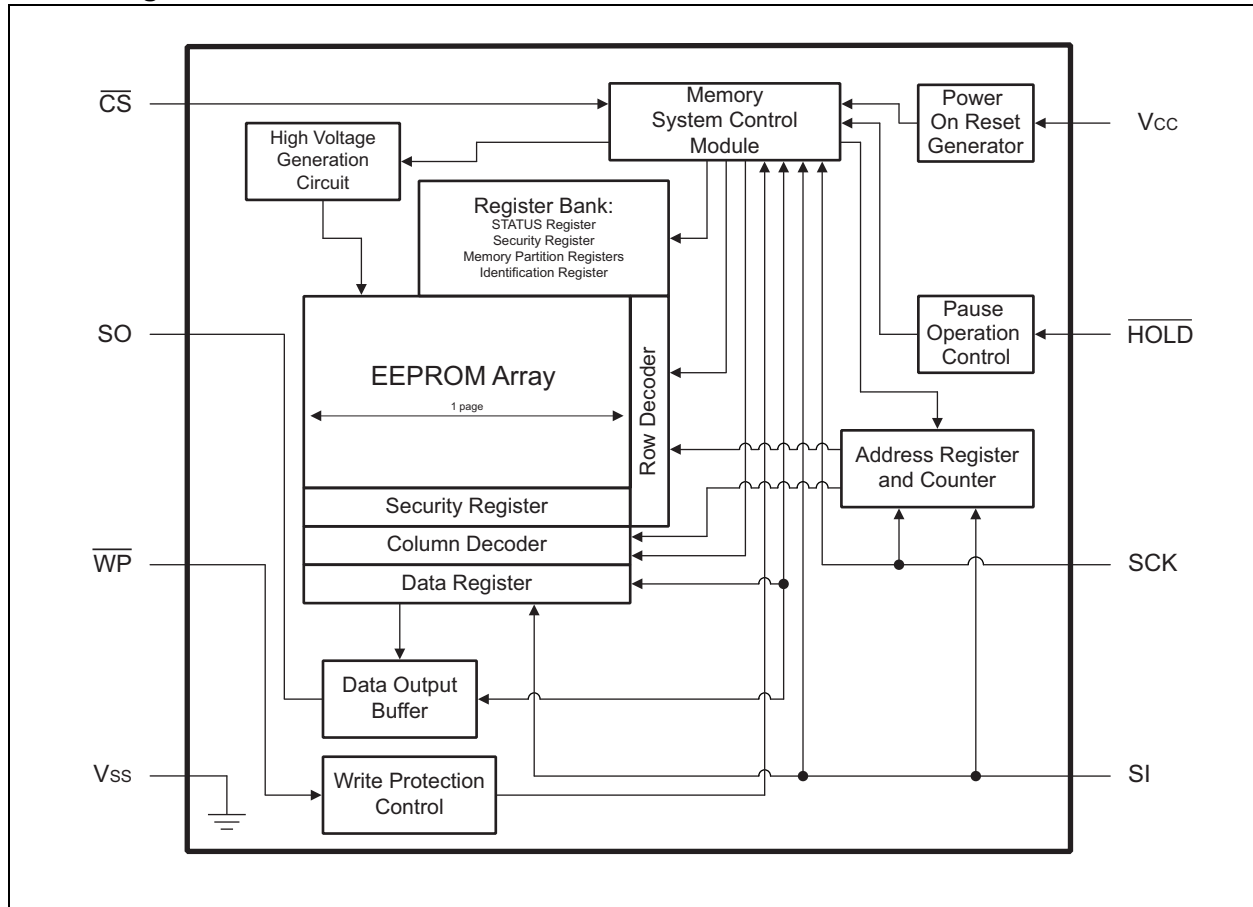 CS
Memory
System Control
Module
Power
On Reset
Generator
VCC
High Voltage
Generation
Circuit
Register Bank:
STATUS Register
Security Register
Memory Partition Registers
Identification Register
SO
EEPROM Array
1 page
Row Decoder
Pause
Operation
Control
HOLD
Address Register
and Counter
Security Register
Column Decoder
Data Register
WP
SCK
Data Output
Buffer
VSS
Write Protection
Control
SI